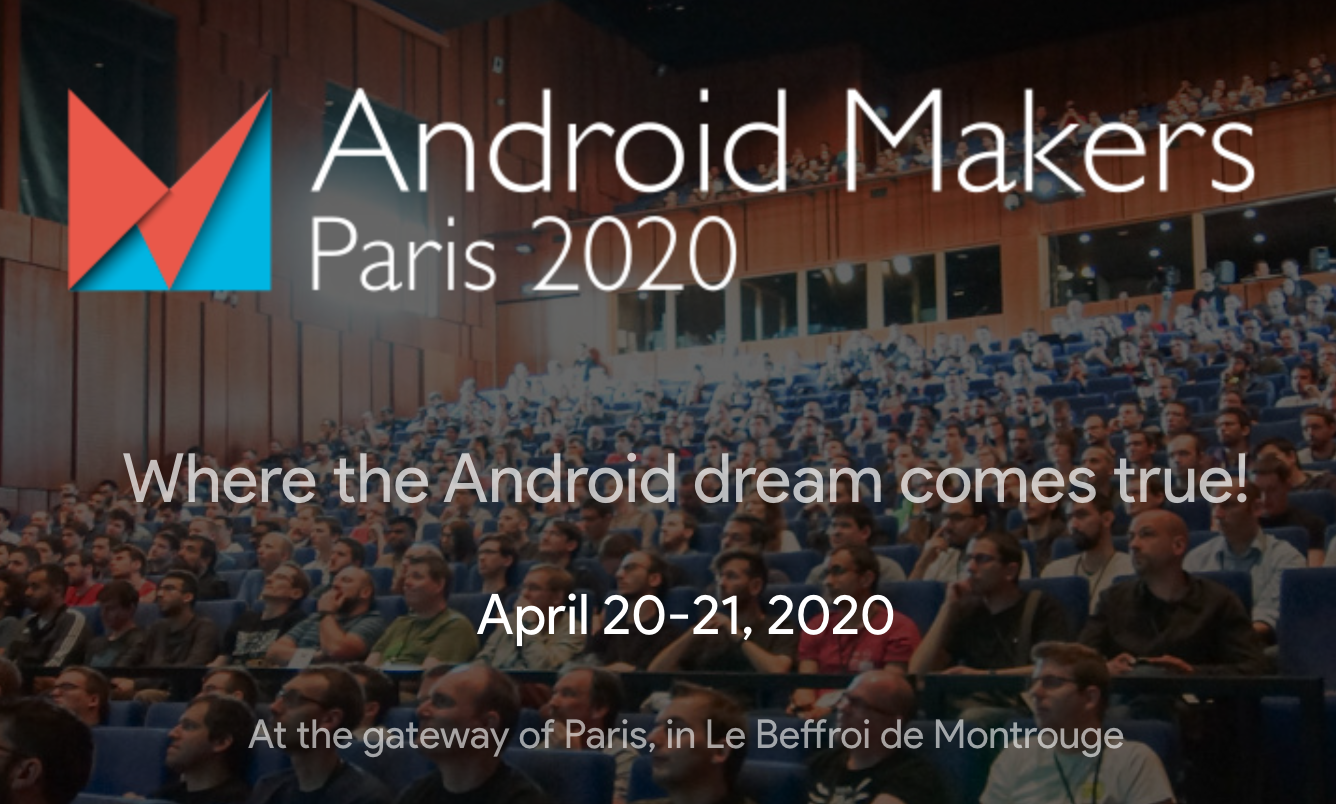 Android Makers
Paris 2020
Where the Android dream comes true!
April 20-21, 2020
At the gateway of Paris, in Le Beffroi de Montrouge